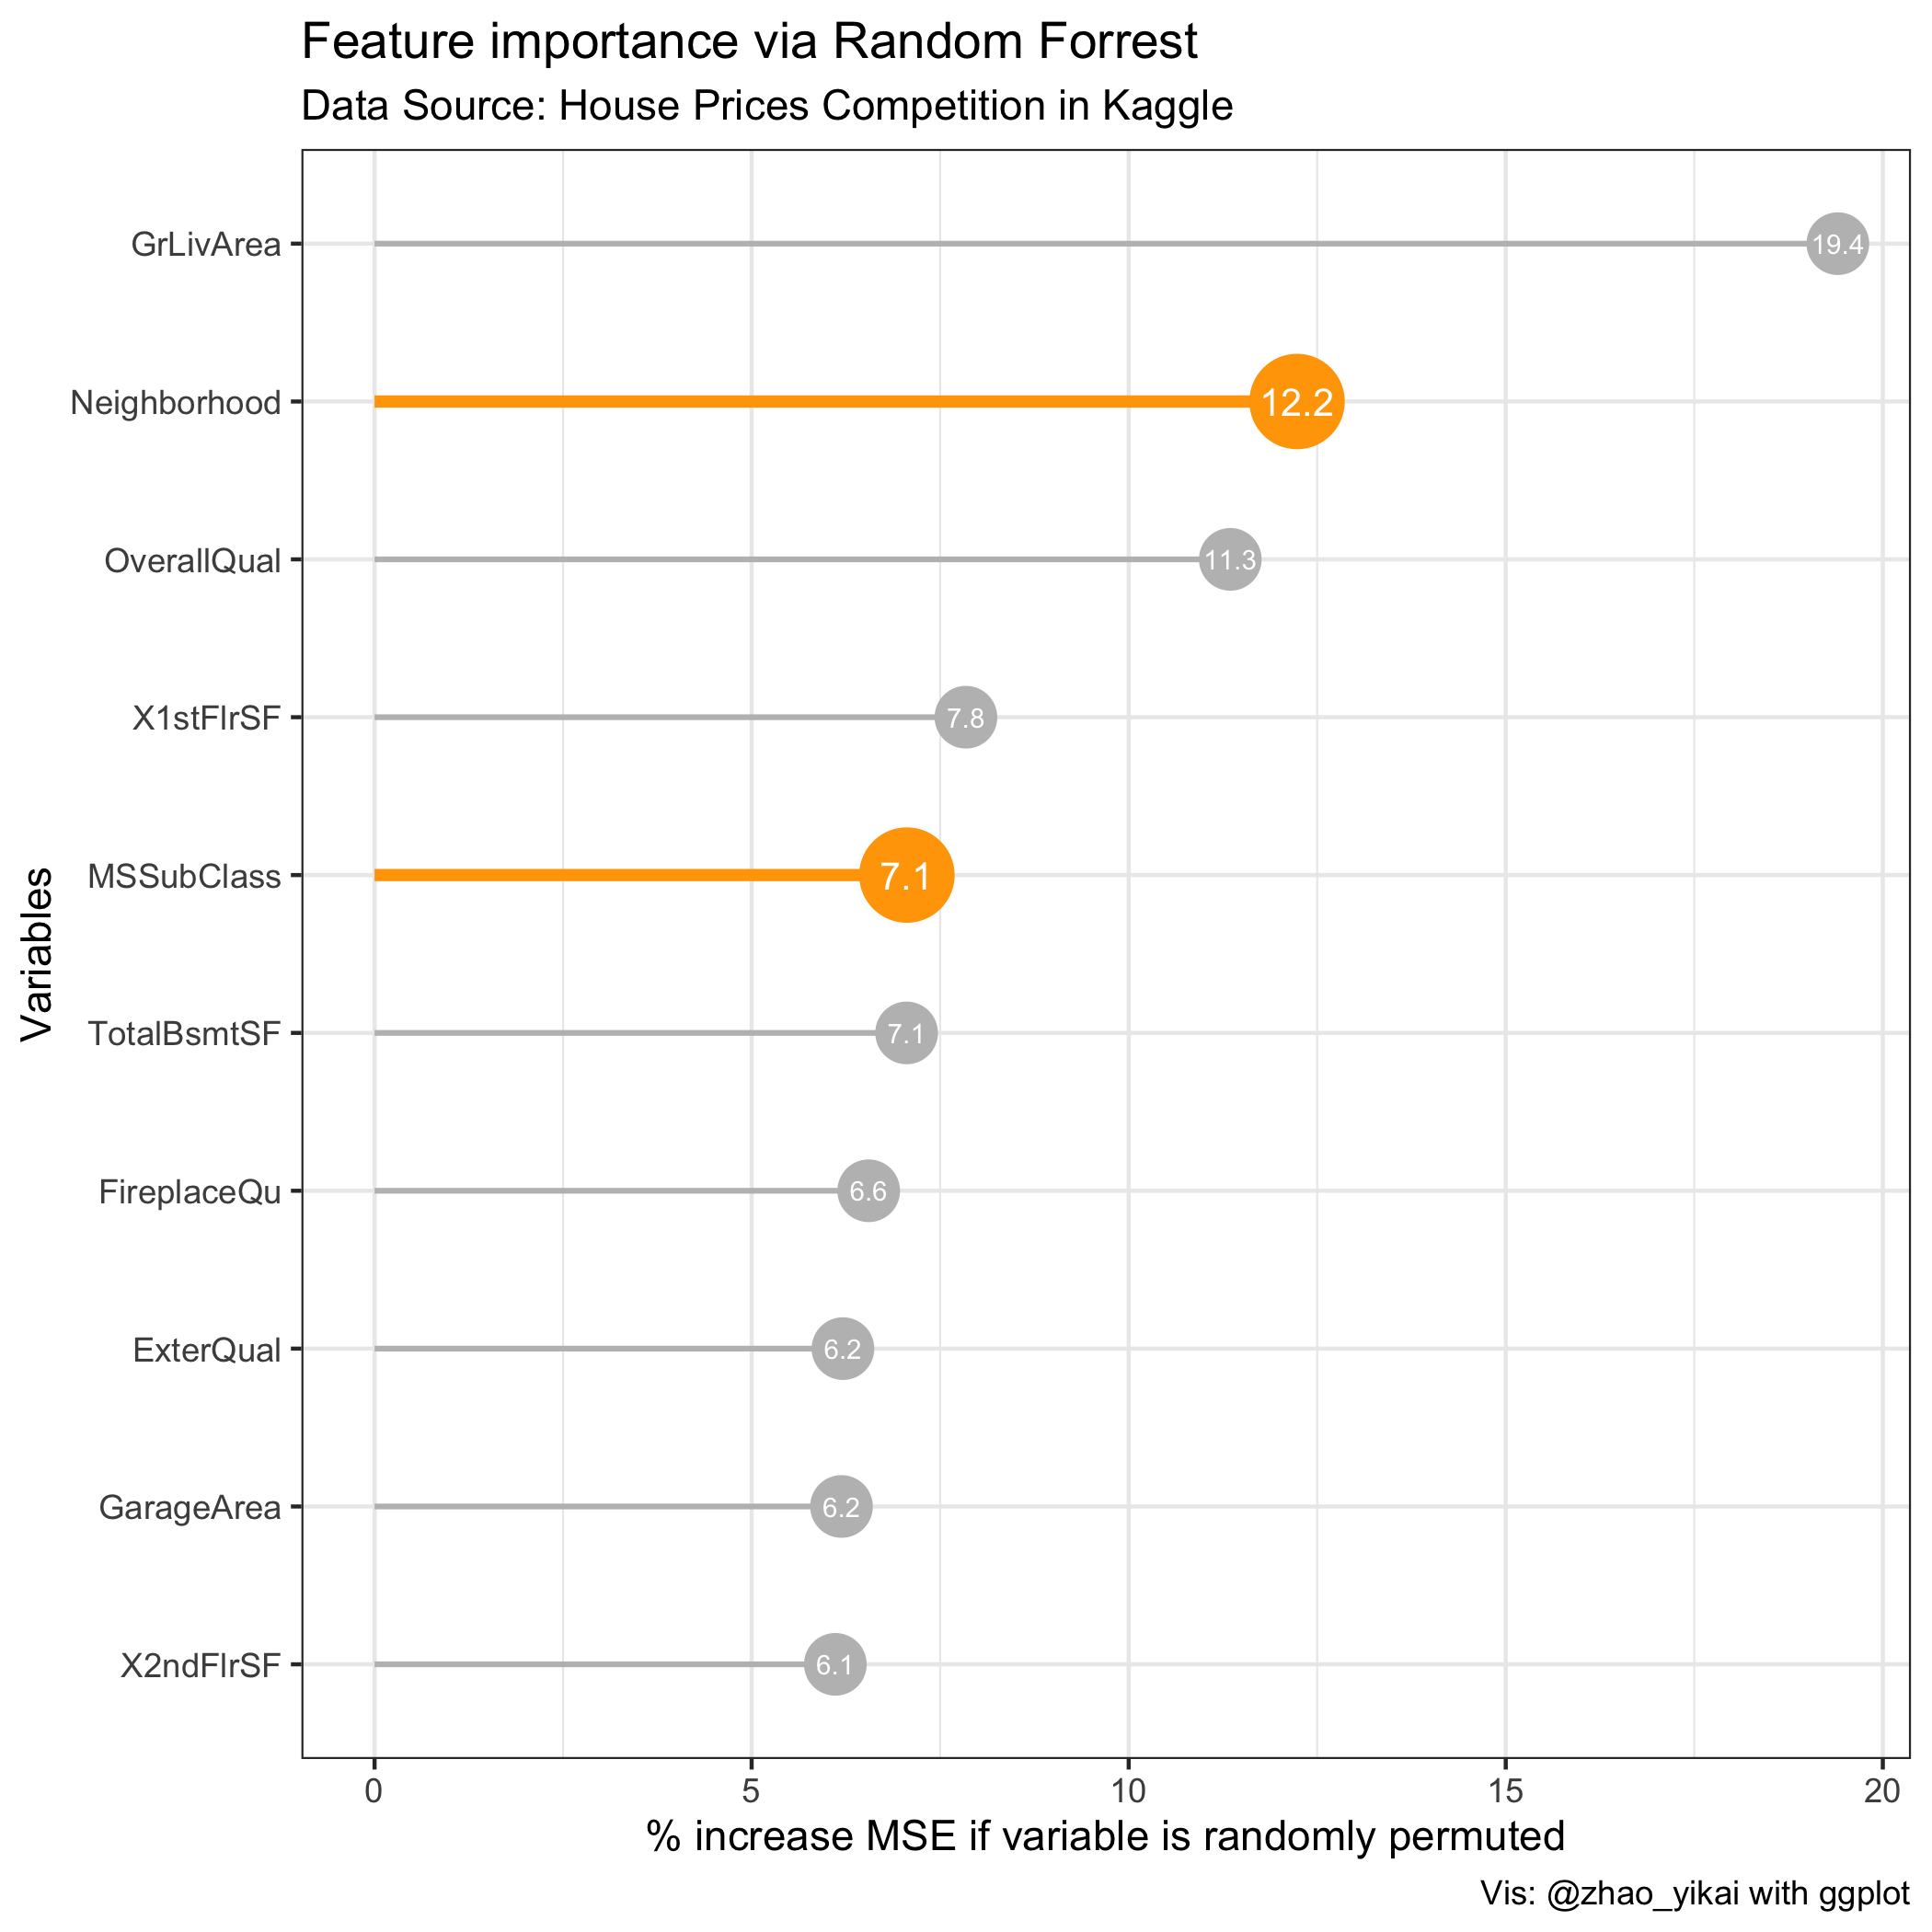 Feature importance via Random Forrest
Data Source: House Prices Competition in Kaggle
GrLivArea 19.4
Neighborhood 12.2
OverallQual 11.3
X1stFlrSF 7.8
MSSubClass 7.1
TotalBsmtSF 7.1
FireplaceQu 6.6
ExterQual 6.2
GarageArea 6.2
X2ndFlrSF 6.1
Variables
0 5 10 15 20
% increase MSE if variable is randomly permuted
Vis: @zhao_yikai with ggplot